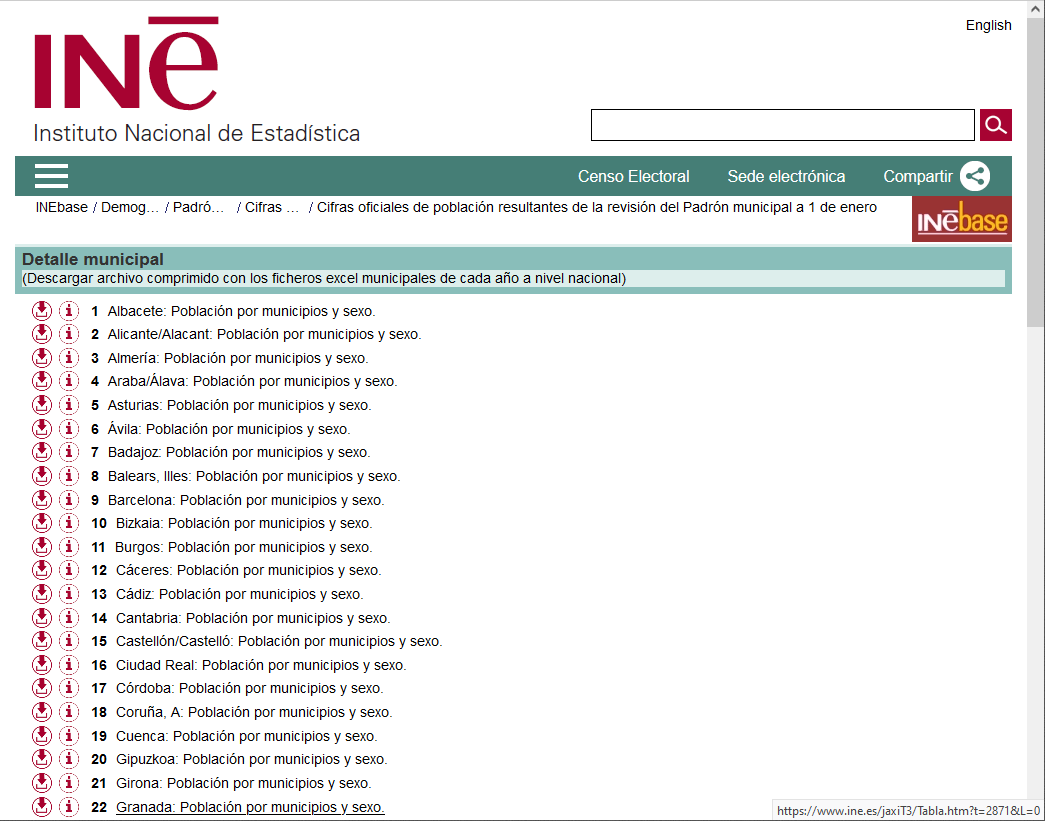 English
INē
Instituto Nacional de Estadística
Censo Electoral Sede electrónica Compartir
INEbase / Demog... / Padró... / Cifras ... / Cifras oficiales de población resultantes de la revisión del Padrón municipal a 1 de enero
INēbase
Detalle municipal
(Descargar archivo comprimido con los ficheros excel municipales de cada año a nivel nacional)
1 Albacete: Población por municipios y sexo.
2 Alicante/Alacant: Población por municipios y sexo.
3 Almería: Población por municipios y sexo.
4 Araba/Álava: Población por municipios y sexo.
5 Asturias: Población por municipios y sexo.
6 Ávila: Población por municipios y sexo.
7 Badajoz: Población por municipios y sexo.
8 Balears, Illes: Población por municipios y sexo.
9 Barcelona: Población por municipios y sexo.
10 Bizkaia: Población por municipios y sexo.
11 Burgos: Población por municipios y sexo.
12 Cáceres: Población por municipios y sexo.
13 Cádiz: Población por municipios y sexo.
14 Cantabria: Población por municipios y sexo.
15 Castellón/Castelló: Población por municipios y sexo.
16 Ciudad Real: Población por municipios y sexo.
17 Córdoba: Población por municipios y sexo.
18 Coruña, A: Población por municipios y sexo.
19 Cuenca: Población por municipios y sexo.
20 Gipuzkoa: Población por municipios y sexo.
21 Girona: Población por municipios y sexo.
22 Granada: Población por municipios y sexo.
https://www.ine.es/jaxiT3/Tabla.htm?t=2871&L=0